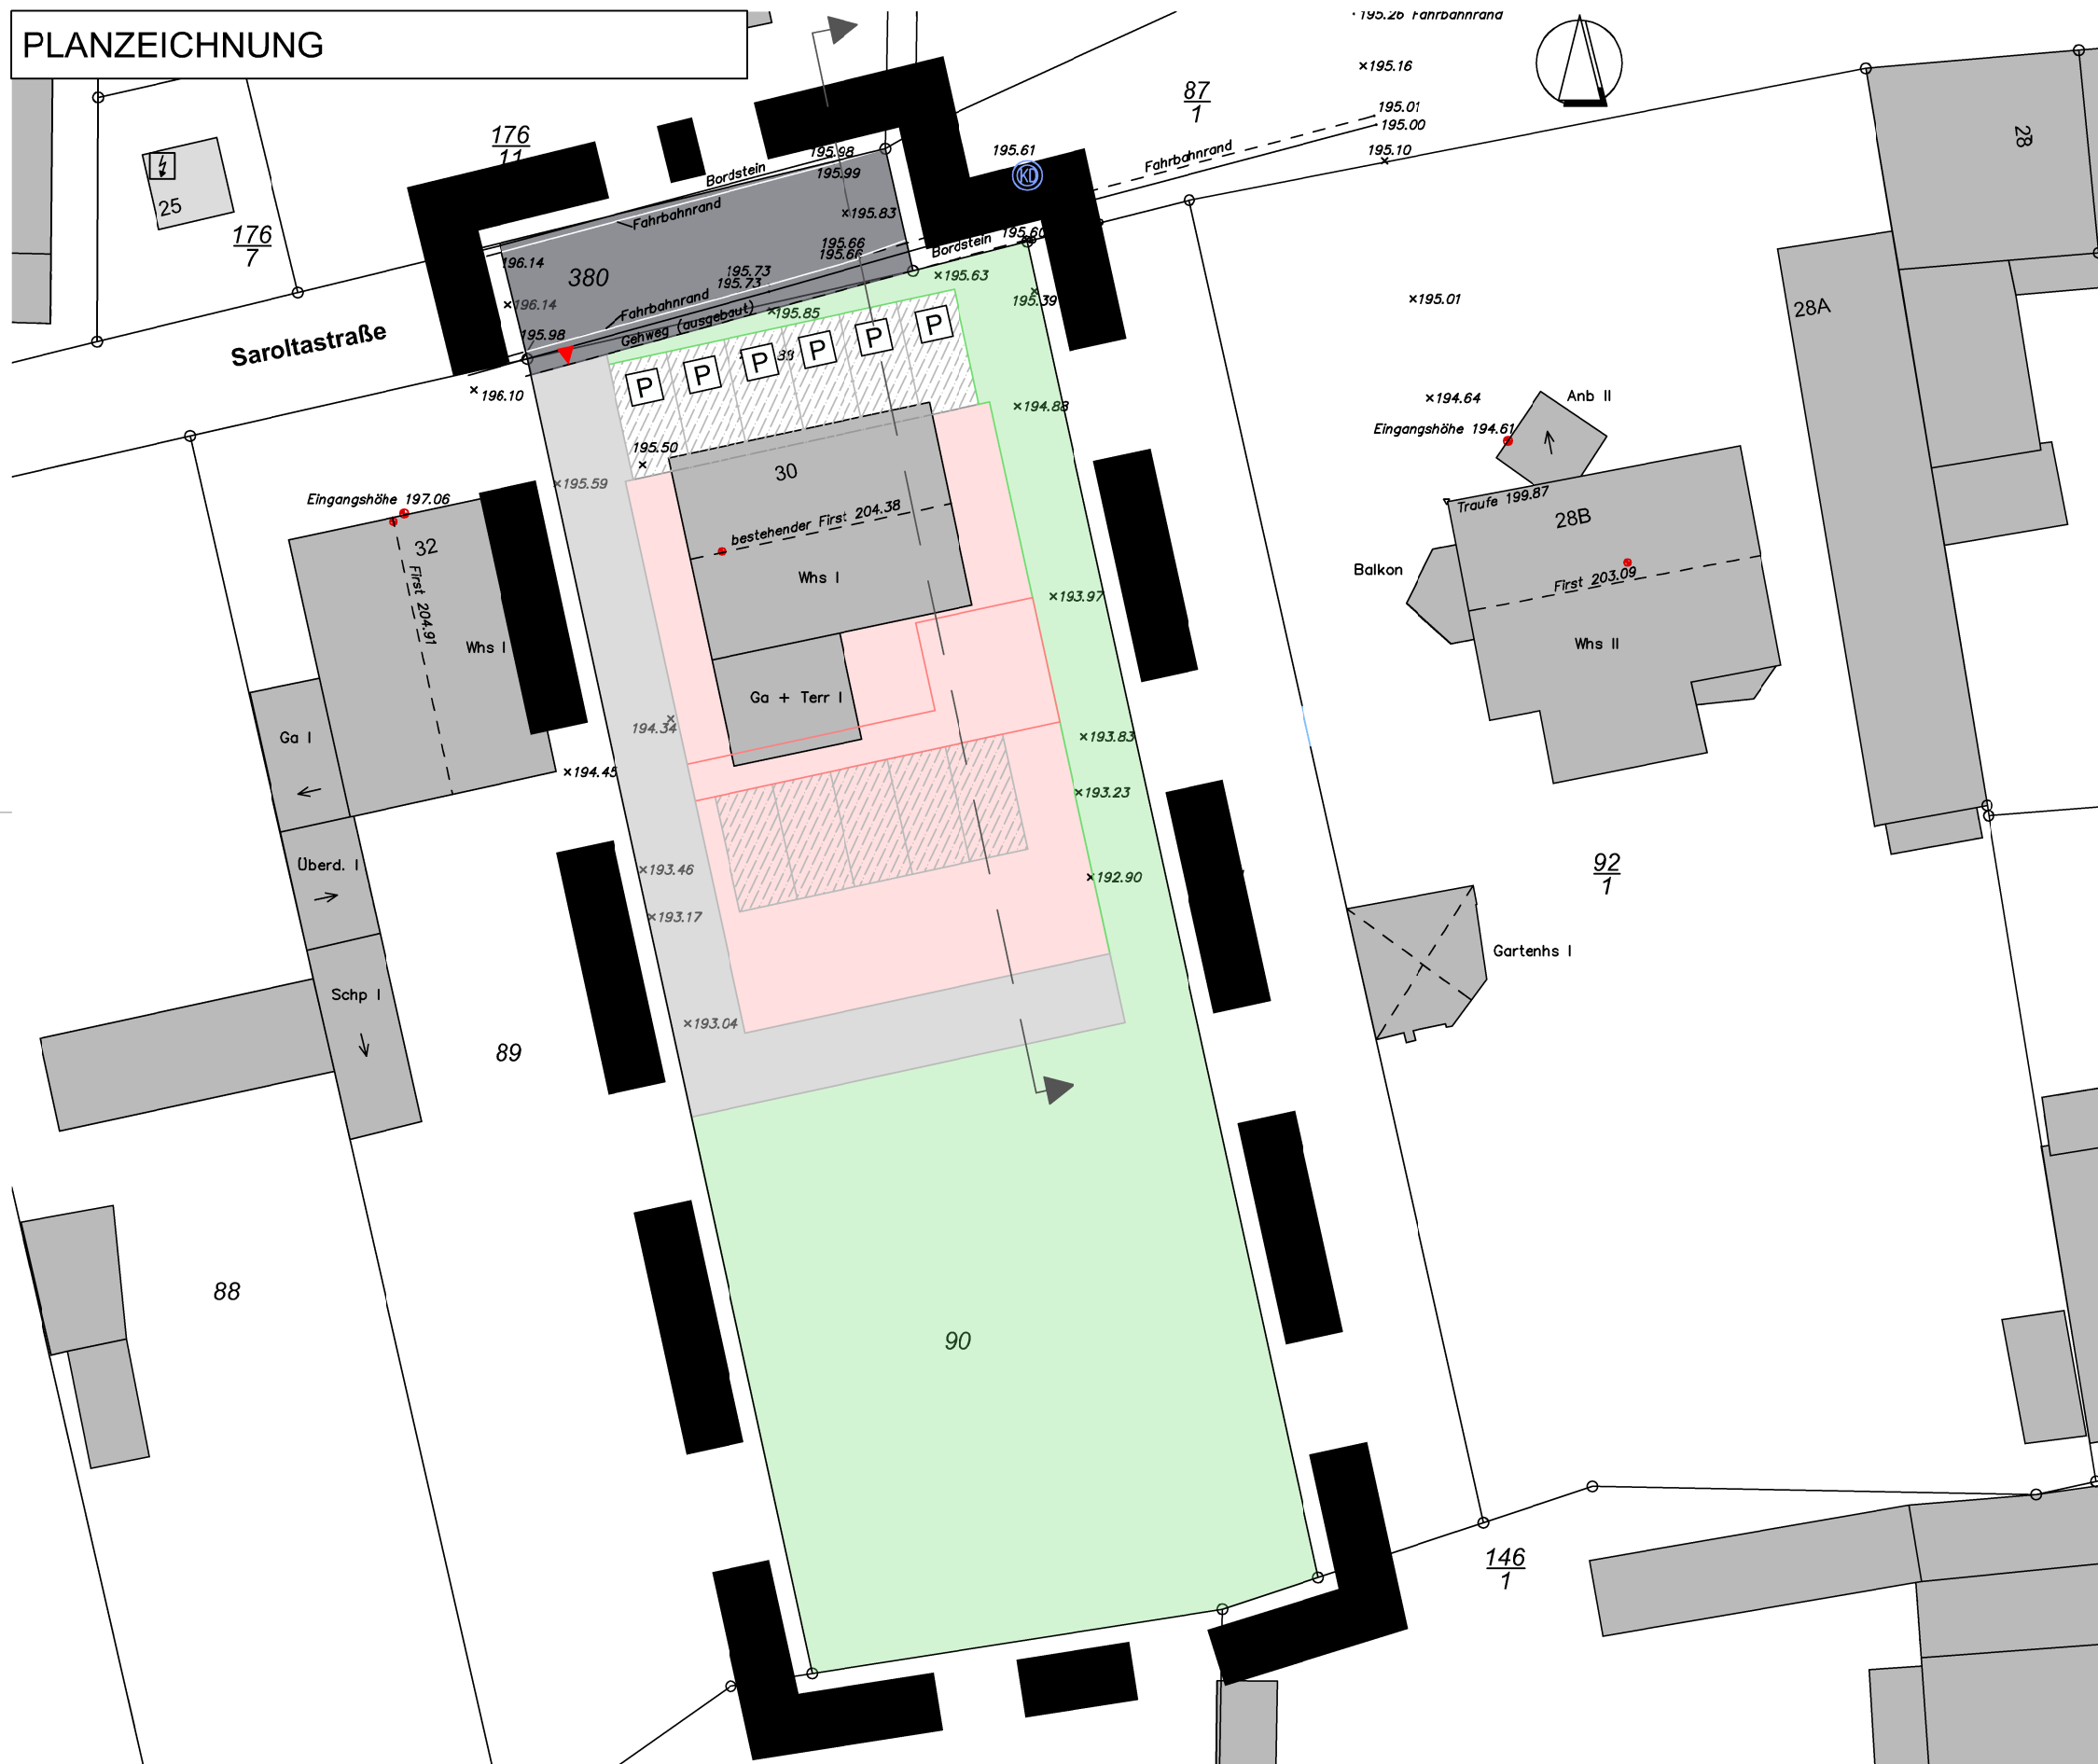 PLANZEICHNUNG
195.26 Fahrbahnrand
195.16
87
1
195.01
195.00
195.10
Fahrbahnrand
195.61
KD
28
176
11
25
176
7
Bordstein
195.98
195.99
Fahrbahnrand
195.83
195.66
195.66
Bordstein
195.60
196.14
380
195.73
195.73
195.63
196.14
Fahrbahnrand
195.39
195.98
Gehweg (ausgebaut)
195.85
195.01
28A
Saroltastraße
P
P
P
P
P
P
196.10
194.88
194.64
Anb II
Eingangshöhe 194.61
195.50
30
195.59
Eingangshöhe 197.06
32
First 204.91
Whs I
bestehender First 204.38
Whs I
Traufe 199.87
28B
Balkon
First 203.09
Whs II
193.97
Ga + Terr I
194.34
Ga I
194.45
193.83
193.23
Überd. I
193.46
192.90
92
1
193.17
Gartenhs I
Schp I
193.04
89
88
90
146
1